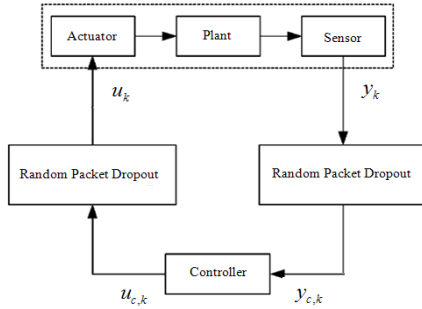 Actuator
Plant
Sensor
u_k
y_k
Random Packet Dropout
Random Packet Dropout
Controller
u_{c,k}
y_{c,k}